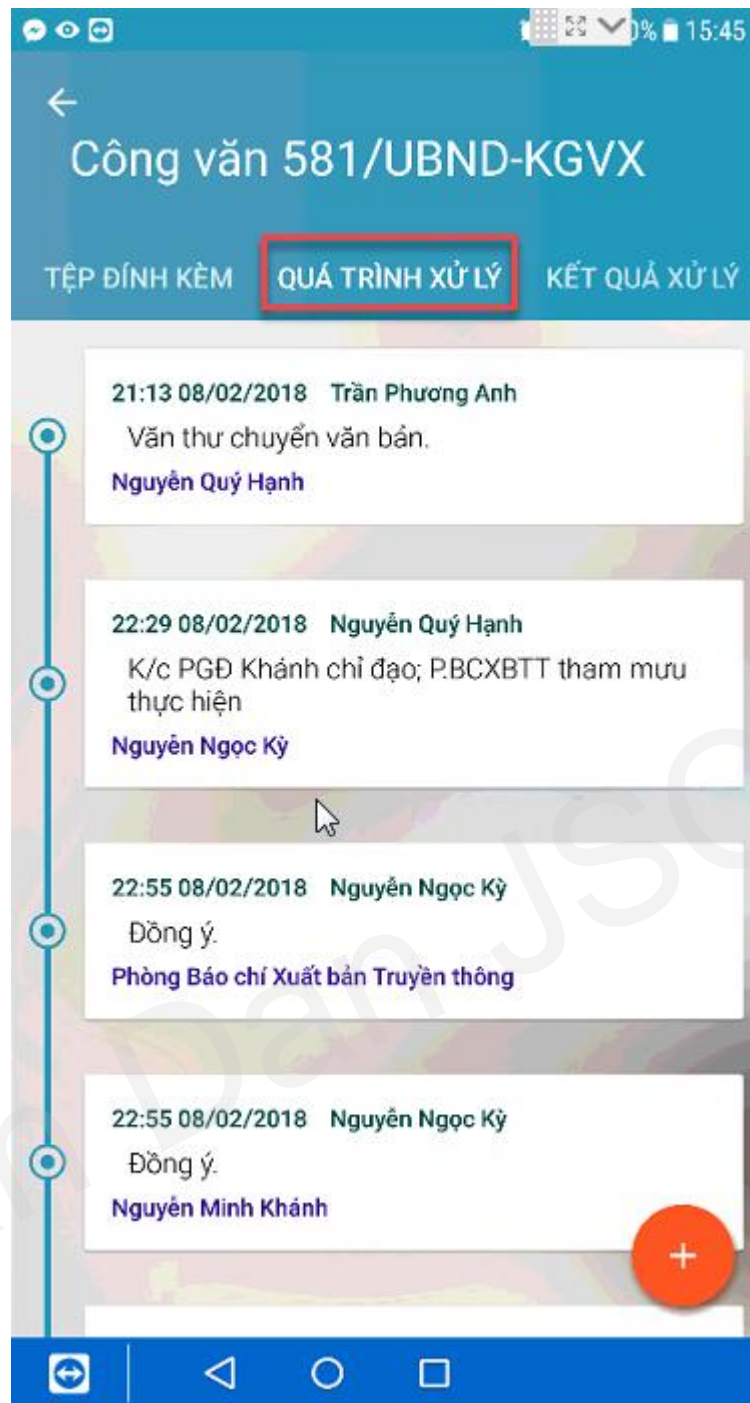 0% 15:45
Công văn 581/UBND-KGVX
TỆP ĐÍNH KÈM QUÁ TRÌNH XỬ LÝ KẾT QUẢ XỬ LÝ
21:13 08/02/2018 Trần Phương Anh
Văn thư chuyển văn bản.
Nguyễn Quý Hạnh
22:29 08/02/2018 Nguyễn Quý Hạnh
K/c PGĐ Khánh chỉ đạo; P.BCXBTT tham mưu
thực hiện
Nguyễn Ngọc Kỳ
22:55 08/02/2018 Nguyễn Ngọc Kỳ
Đồng ý.
Phòng Báo chí Xuất bản Truyền thông
22:55 08/02/2018 Nguyễn Ngọc Kỳ
Đồng ý.
Nguyễn Minh Khánh
Dan JSC